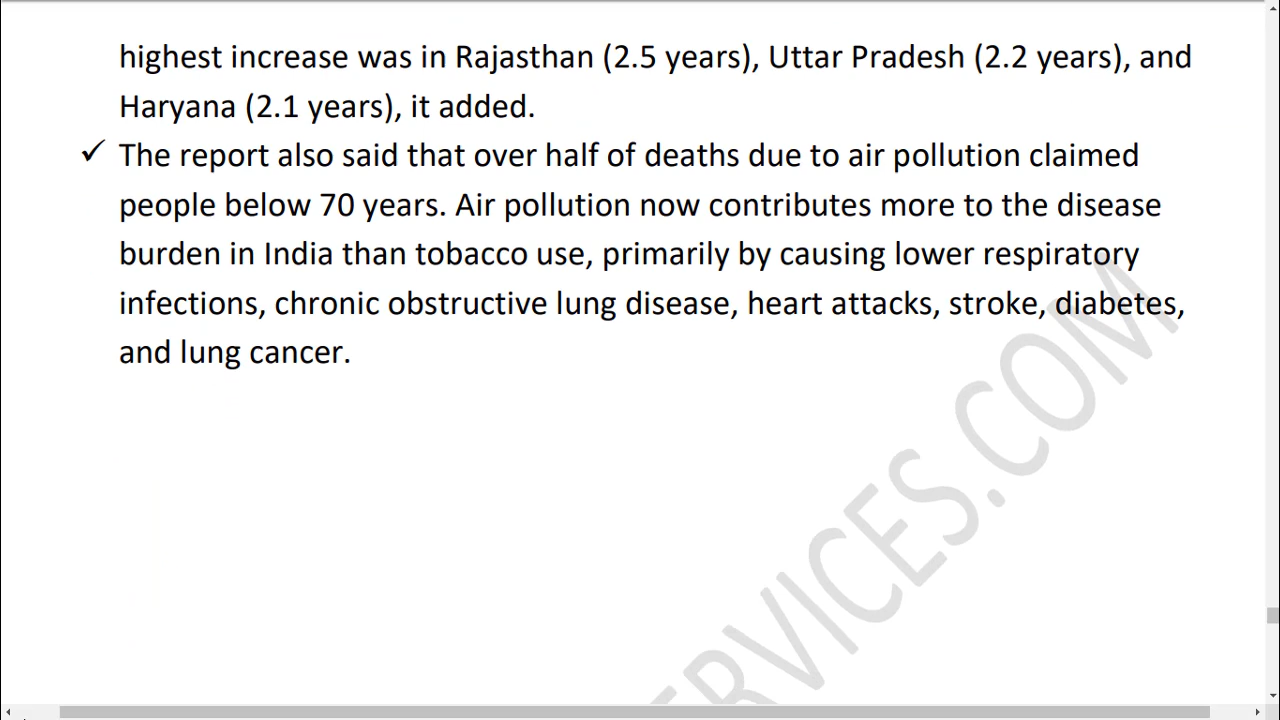 highest increase was in Rajasthan (2.5 years), Uttar Pradesh (2.2 years), and
Haryana (2.1 years), it added.
✓ The report also said that over half of deaths due to air pollution claimed
people below 70 years. Air pollution now contributes more to the disease
burden in India than tobacco use, primarily by causing lower respiratory
infections, chronic obstructive lung disease, heart attacks, stroke, diabetes,
and lung cancer.
ERVICES.COM